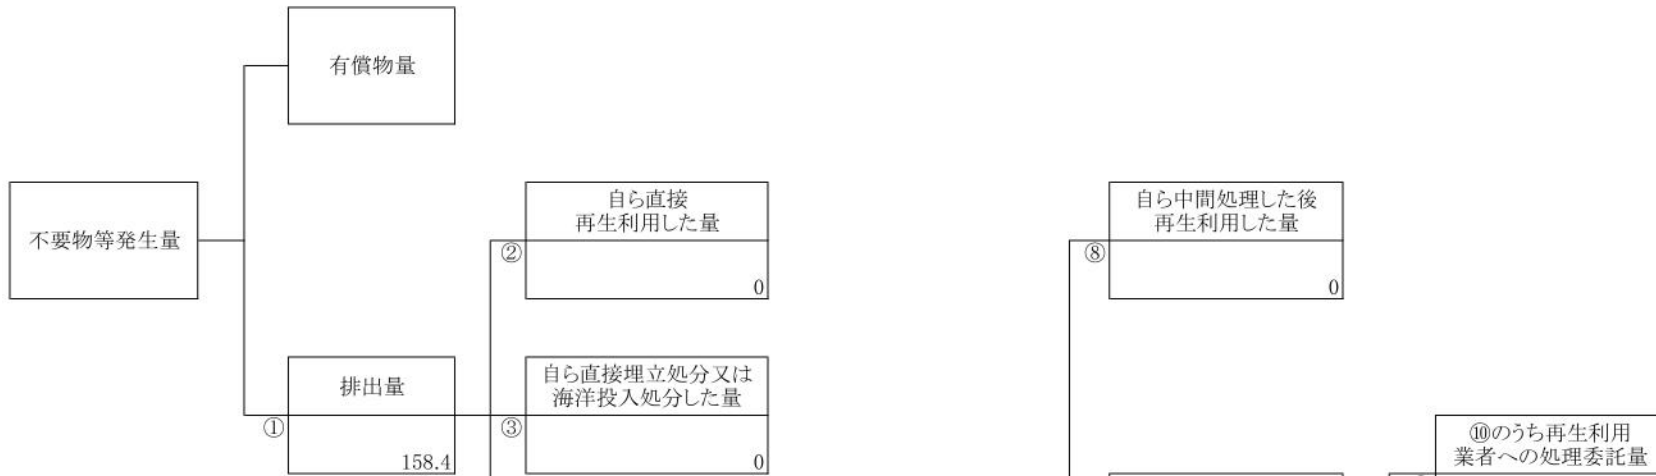 有償物量
不要物等発生量
自ら直接
再生利用した量
②
0
自ら中間処理した後
再生利用した量
⑧
0
排出量
①
158.4
自ら直接埋立処分又は
海洋投入処分した量
③
0
⑩のうち再生利用
業者への処理委託量